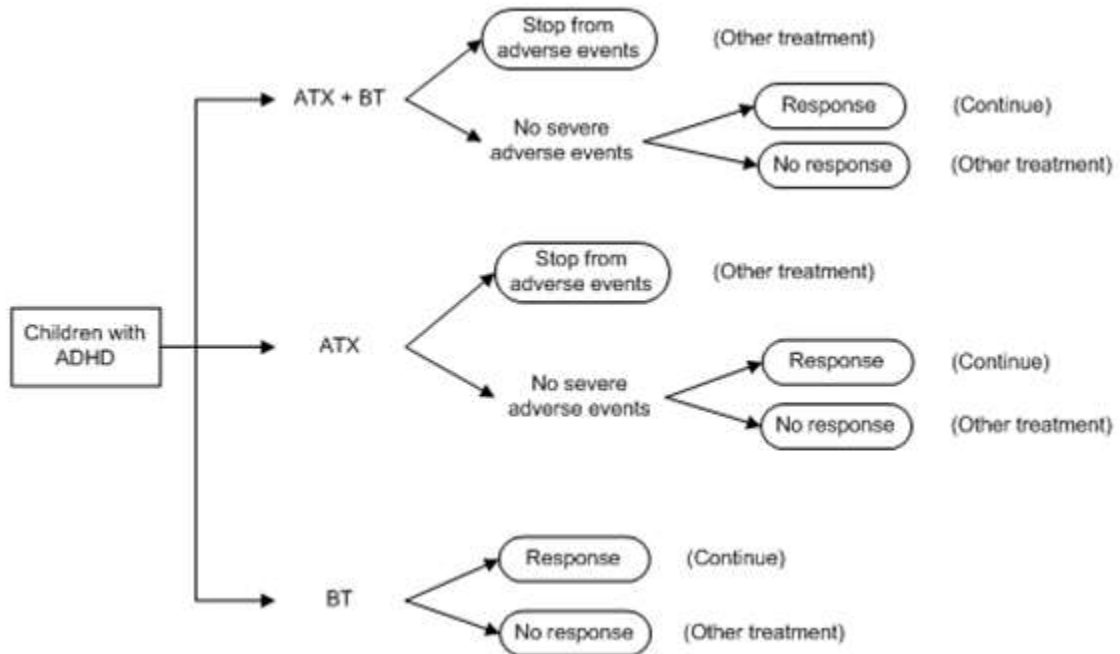 Stop from
adverse events
(Other treatment)
ATX + BT
Response
(Continue)
No severe
adverse events
No response
(Other treatment)
Stop from
adverse events
(Other treatment)
Children with
ADHD
ATX
Response
(Continue)
No severe
adverse events
No response
(Other treatment)
Response
(Continue)
BT
No response
(Other treatment)